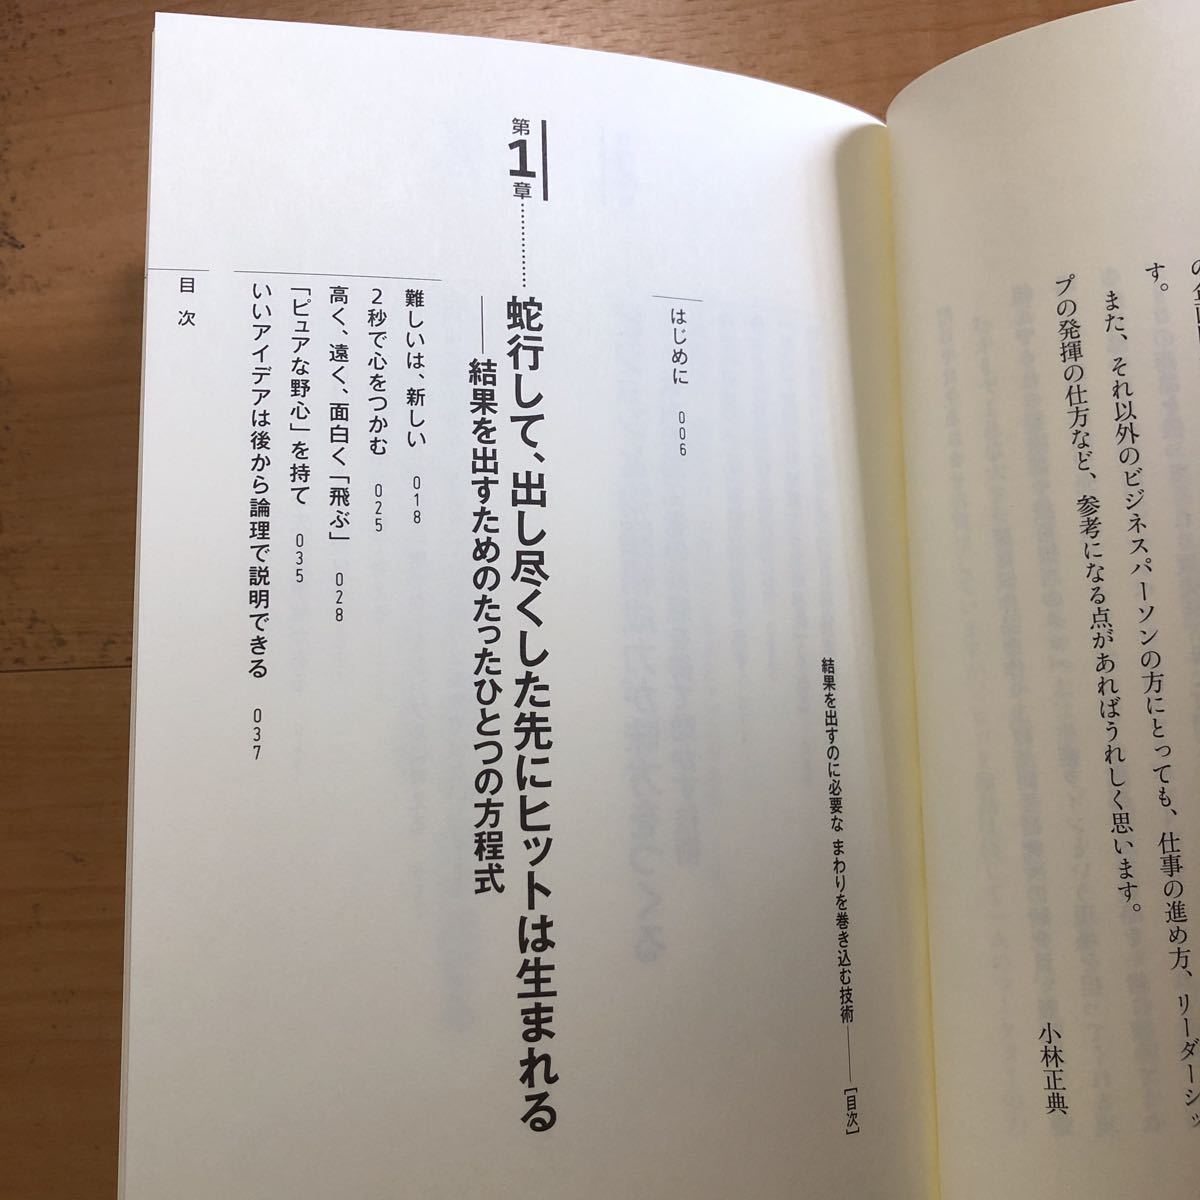 す。
また、それ以外のビジネスパーソンの方にとっても、仕事の進め方、リーダーシッ
プの発揮の仕方など、参考になる点があればうれしく思います。
小林正典
結果を出すのに必要な まわりを巻き込む技術——[目次]
はじめに 006
第1章…………蛇行して、出し尽くした先にヒットは生まれる
——結果を出すためのたったひとつの方程式
難しいは、新しい 018
2秒で心をつかむ 025
高く、遠く、面白く「飛ぶ」 028
「ピュアな野心」を持て 035
いいアイデアは後から論理で説明できる 037
目次